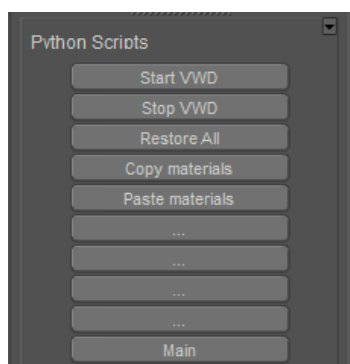 Python Scripts
Start VWD
Stop VWD
Restore All
Copy materials
Paste materials
...
...
...
...
Main